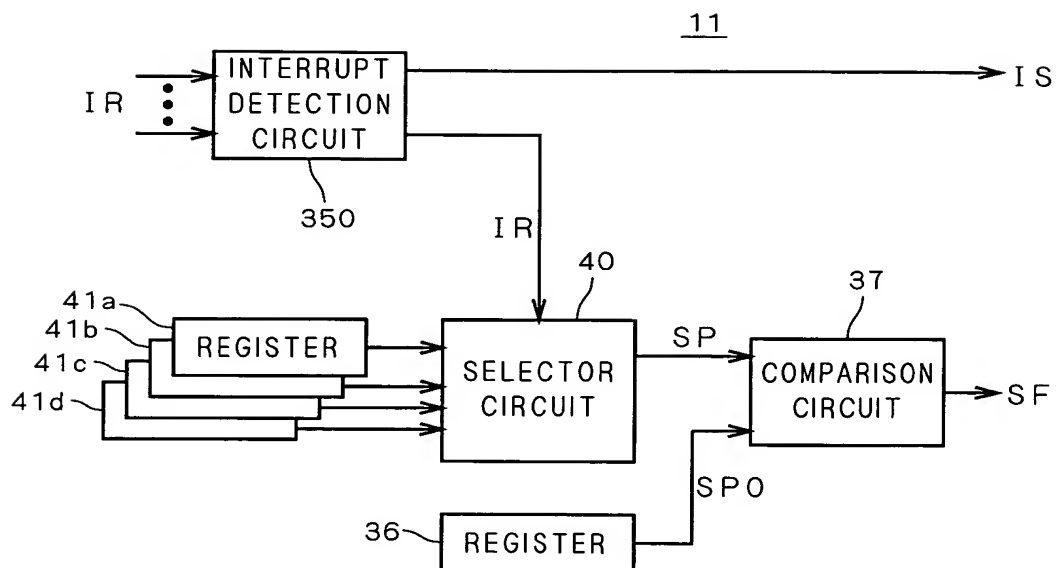 11
INTERRUPT
DETECTION
CIRCUIT
IR
IS
350
IR
40
37
41a
41b
41c
41d
REGISTER
SELECTOR
CIRCUIT
SP
COMPARISON
CIRCUIT
SF
SP0
36
REGISTER